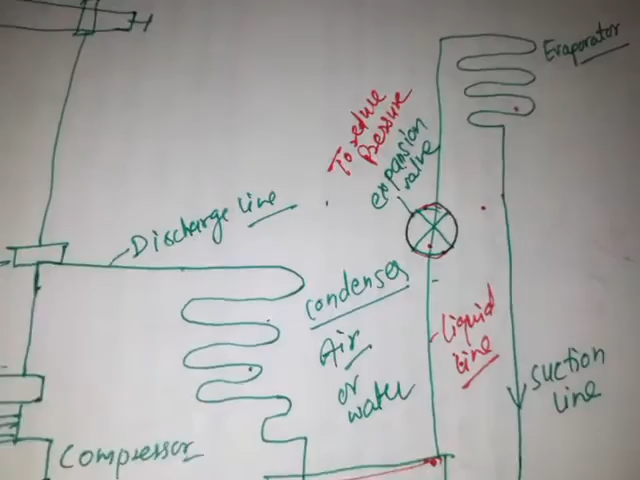 Evaporator
To reduce
Pressure
expansion
valve
Discharge line
condenser
Air
or
water
Liquid
Line
suction
Line
Compressor